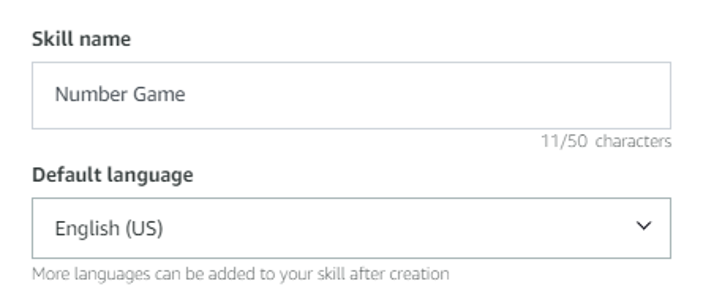 Skill name
Number Game
11/50 characters
Default language
English (US)
More languages can be added to your skill after creation